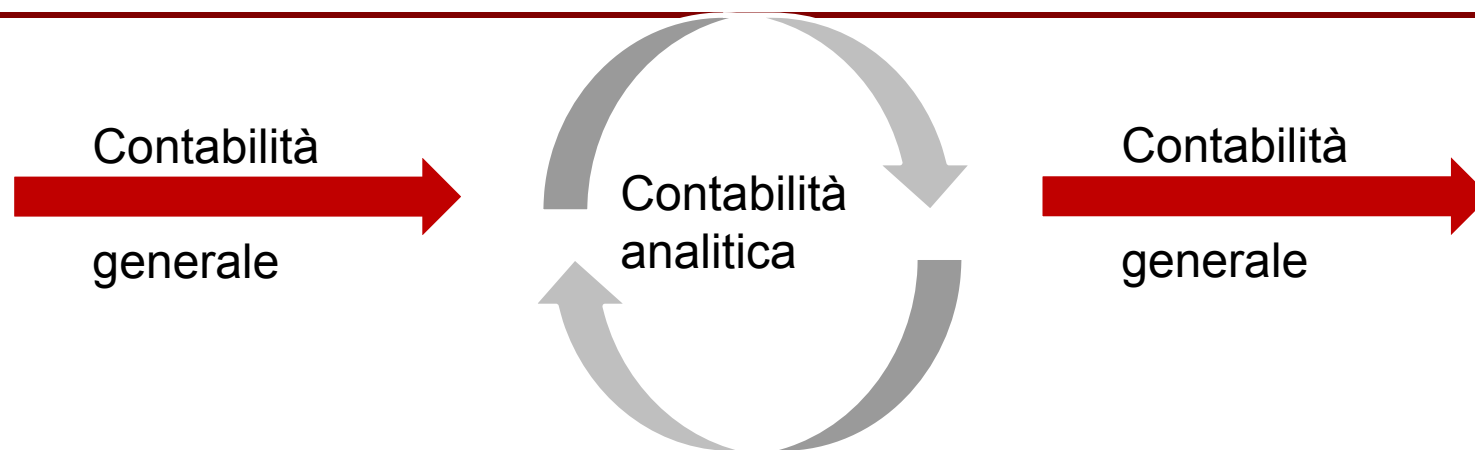 Contabilità
generale
Contabilità
analitica
Contabilità
generale